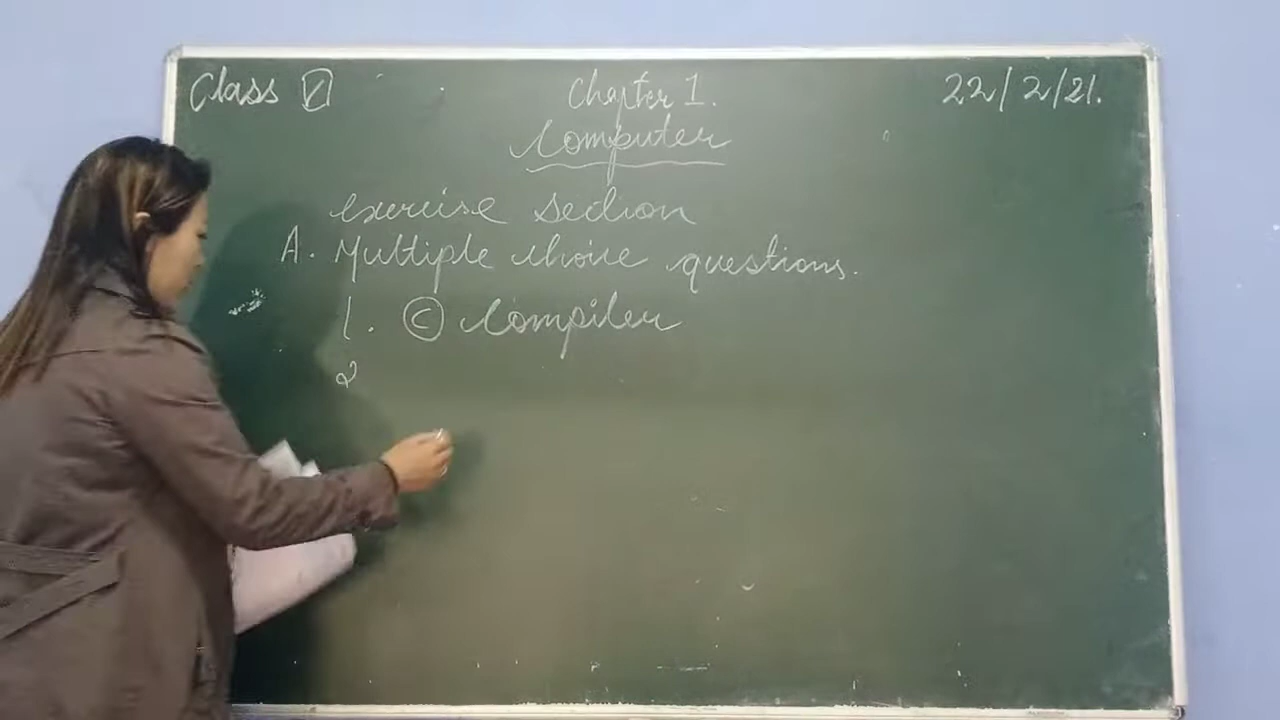 Class V
Chapter 1.
22/2/21.
Computer
exercise section
A. Multiple choice questions.
1. (C) Compiler
2